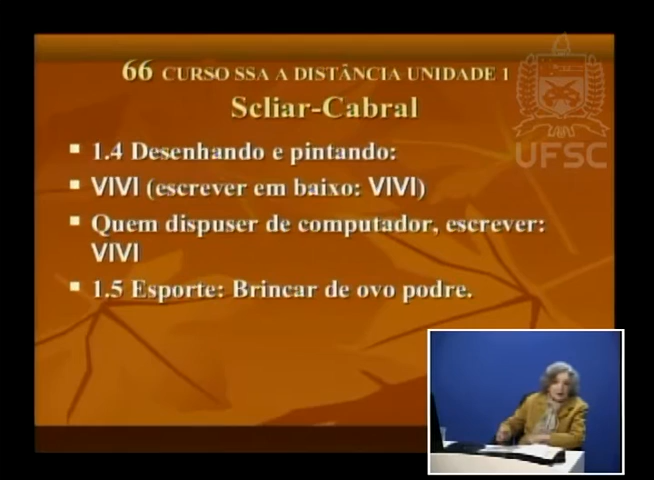 66 CURSO SSA A DISTÂNCIA UNIDADE 1
Scliar-Cabral
1.4 Desenhando e pintando:
VIVI (escrever em baixo: VIVI)
Quem dispuser de computador, escrever:
VIVI
1.5 Esporte: Brincar de ovo podre.
UFSC